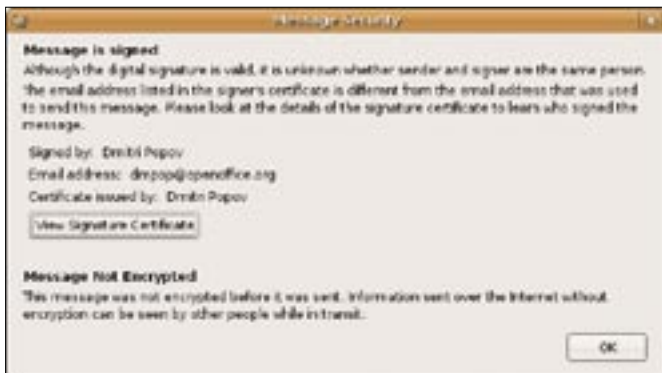 Message Security
Message is signed
Although the digital signature is valid, it is unknown whether sender and signer are the same person.
The email address listed in the signer's certificate is different from the email address that was used
to send this message. Please look at the details of the signature certificate to learn who signed the
message.
Signed by: Dmitri Popov
Email address: dmpop@openoffice.org
Certificate issued by: Dmitri Popov
View Signature Certificate
Message Not Encrypted
This message was not encrypted before it was sent. Information sent over the Internet without
encryption can be seen by other people while in transit.
OK